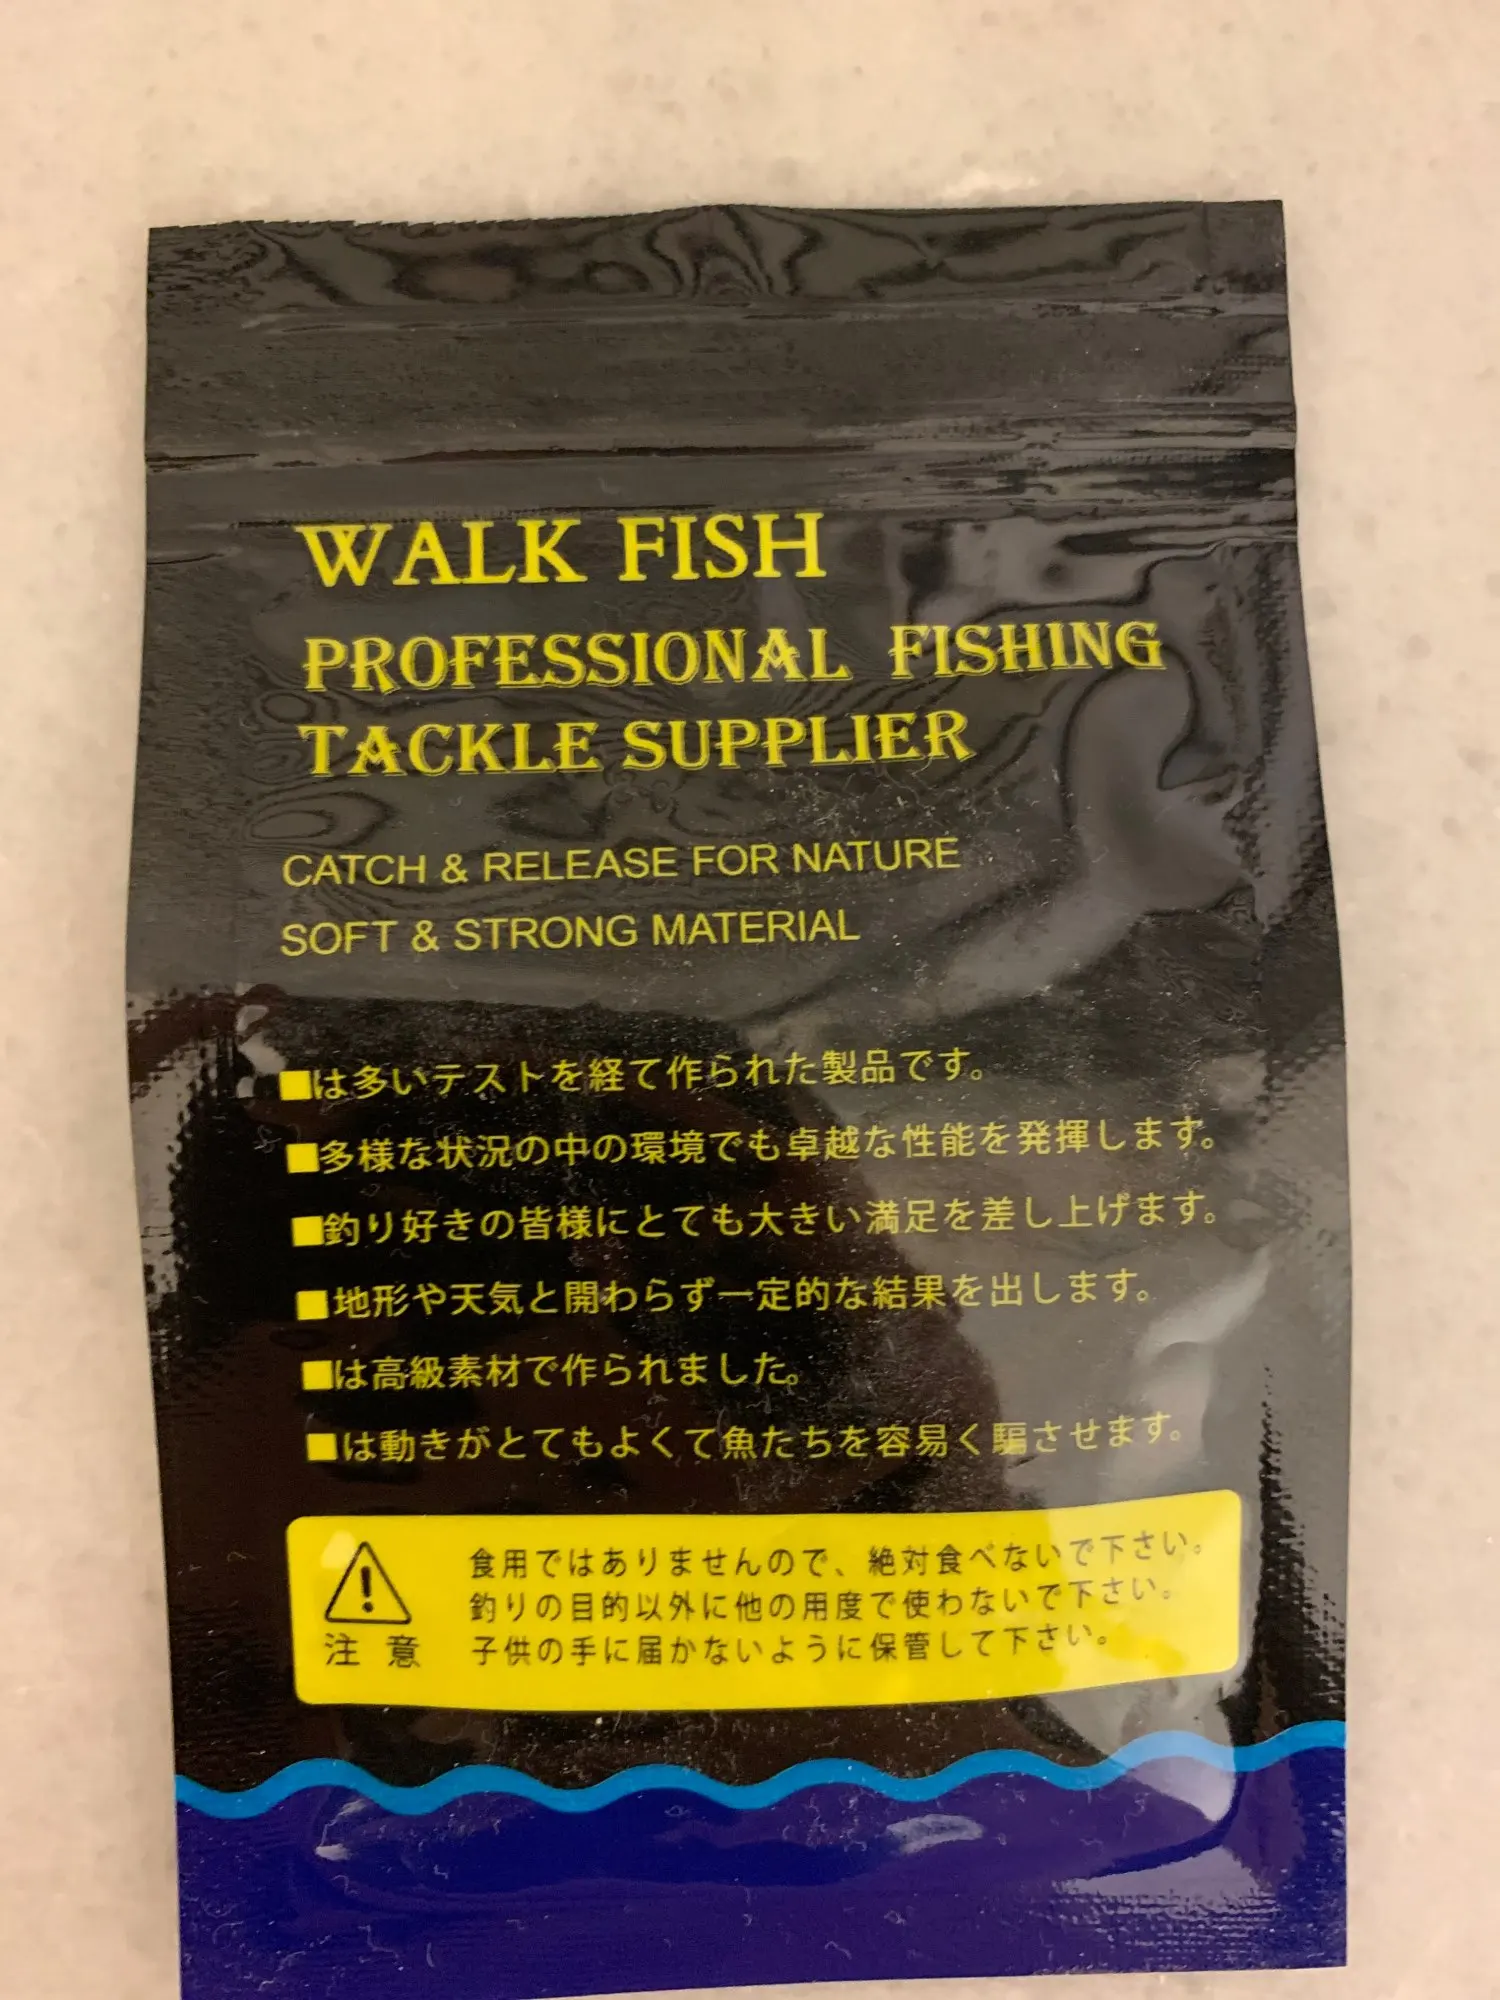 WALK FISH
PROFESSIONAL FISHING
TACKLE SUPPLIER
CATCH & RELEASE FOR NATURE
SOFT & STRONG MATERIAL
■は多いテストを経て作られた製品です。
■多様な状況の中の環境でも卓越な性能を発揮します。
■釣り好きの皆様にとても大きい満足を差し上げます。
■地形や天気と開わらず一定的な結果を出します。
■は高級素材で作られました。
■は動きがとてもよくて魚たちを容易く騙させます。
食用ではありませんので、絶対食べないで下さい。
釣りの目的以外に他の用度で使わないで下さい。
子供の手に届かないように保管して下さい。
注 意